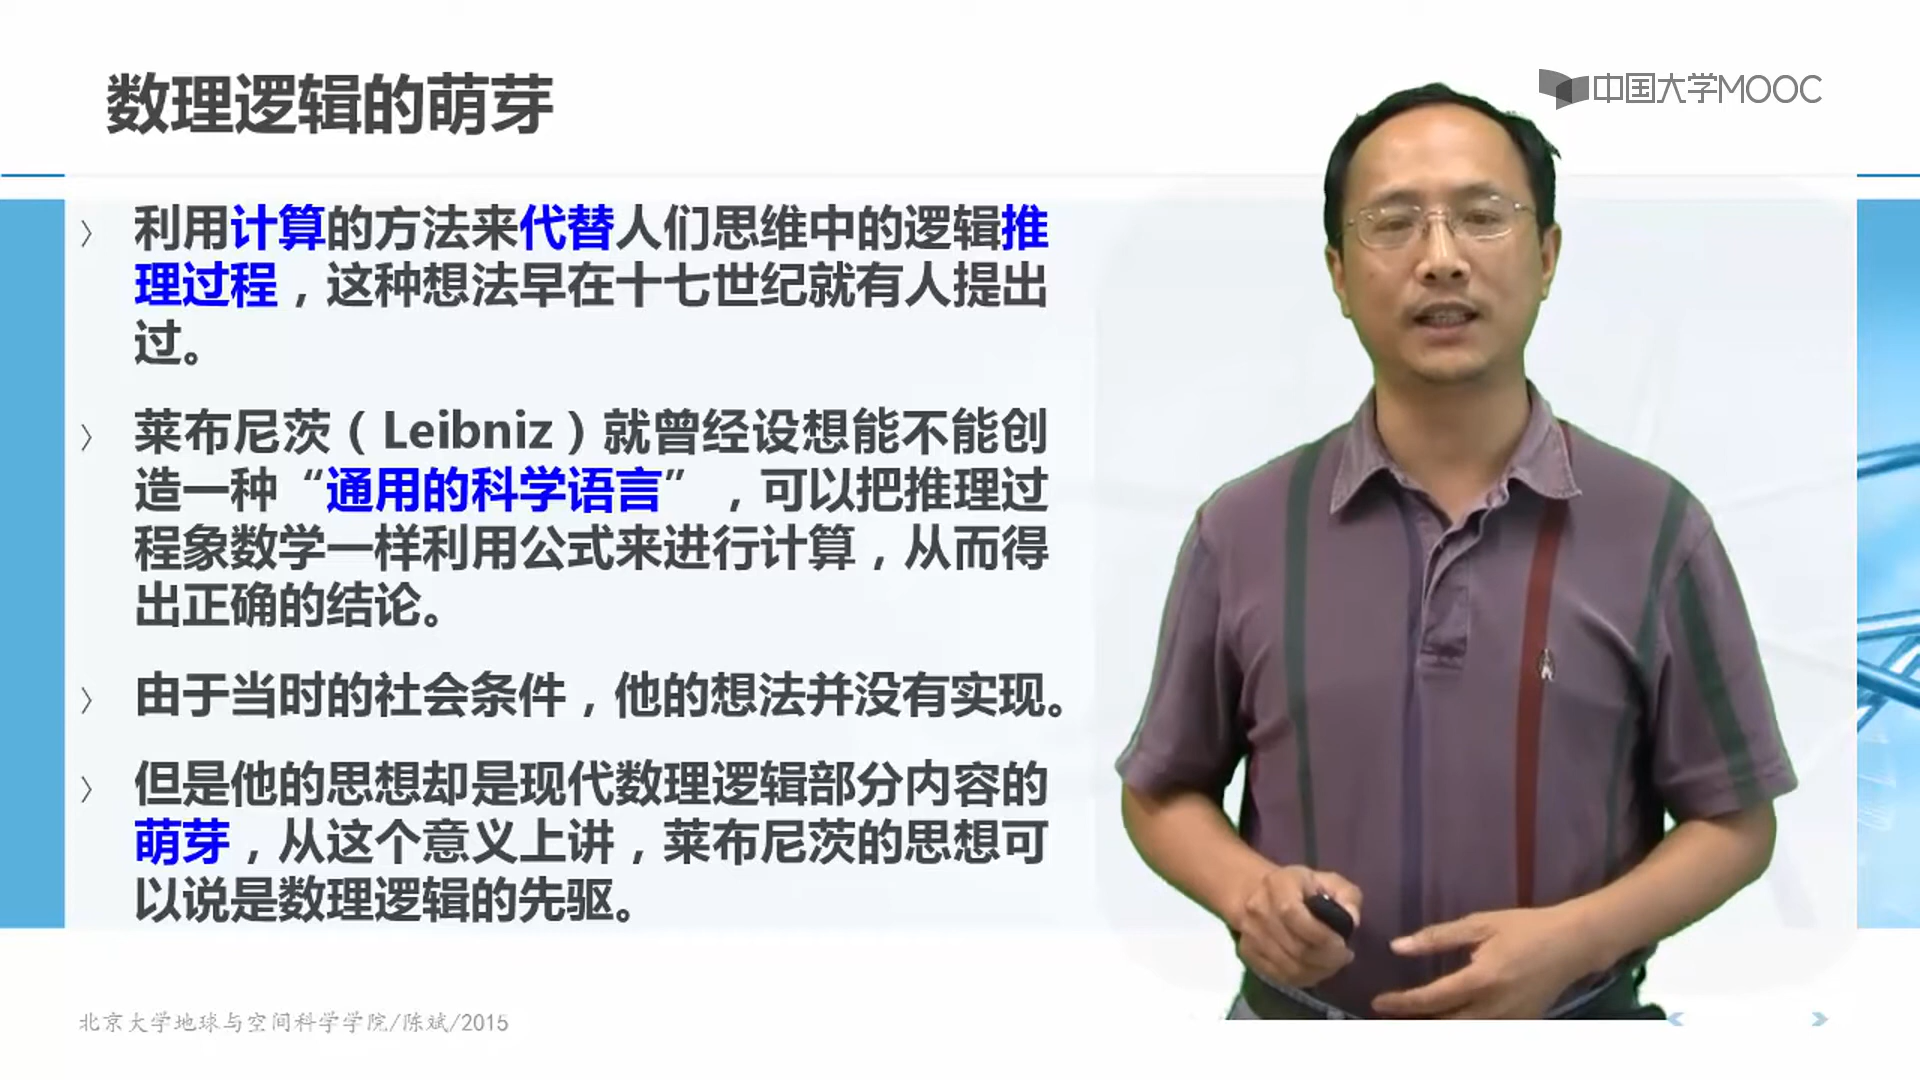 数理逻辑的萌芽
中国大学MOOC
利用计算的方法来代替人们思维中的逻辑推
理过程，这种想法早在十七世纪就有人提出
过。
莱布尼茨（Leibniz）就曾经设想能不能创
造一种“通用的科学语言”，可以把推理过
程象数学一样利用公式来进行计算，从而得
出正确的结论。
由于当时的社会条件，他的想法并没有实现。
但是他的思想却是现代数理逻辑部分内容的
萌芽，从这个意义上讲，莱布尼茨的思想可
以说是数理逻辑的先驱。
北京大学地球与空间科学学院/陈斌/2015